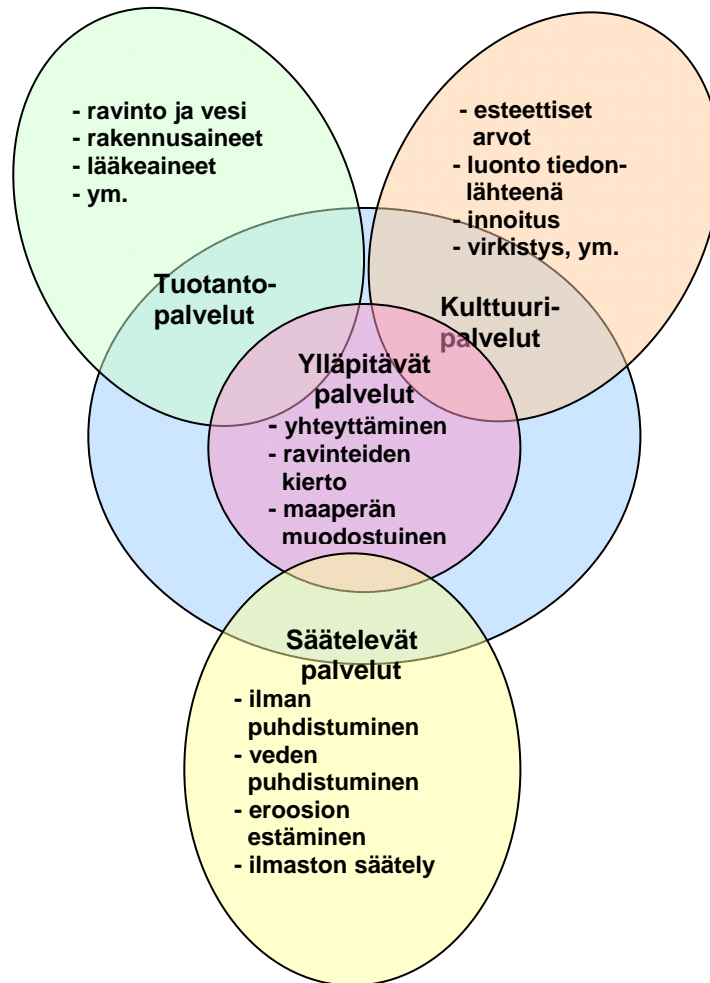 - ravinto ja vesi
- rakennusaineet
- lääkeaineet
- ym.
- esteettiset
arvot
- luonto tiedon-
lähteenä
- innoitus
- virkistys, ym.
Tuotanto-
palvelut
Kulttuuri-
palvelut
Ylläpitävät
palvelut
- yhteyttäminen
- ravinteiden
kierto
- maaperän
muodostuinen
Säätelevät
palvelut
- ilman
puhdistuminen
- veden
puhdistuminen
- eroosion
estäminen
- ilmaston säätely